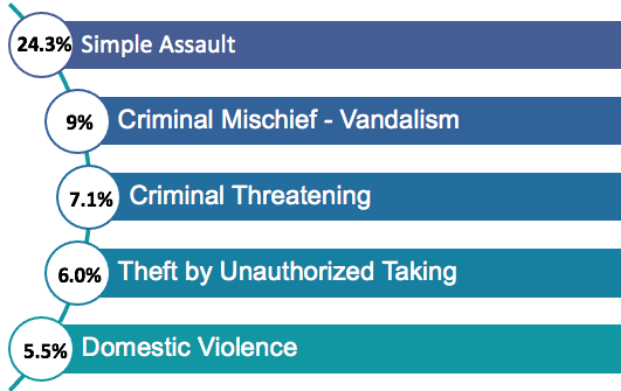 24.3% Simple Assault
9% Criminal Mischief - Vandalism
7.1% Criminal Threatening
6.0% Theft by Unauthorized Taking
5.5% Domestic Violence